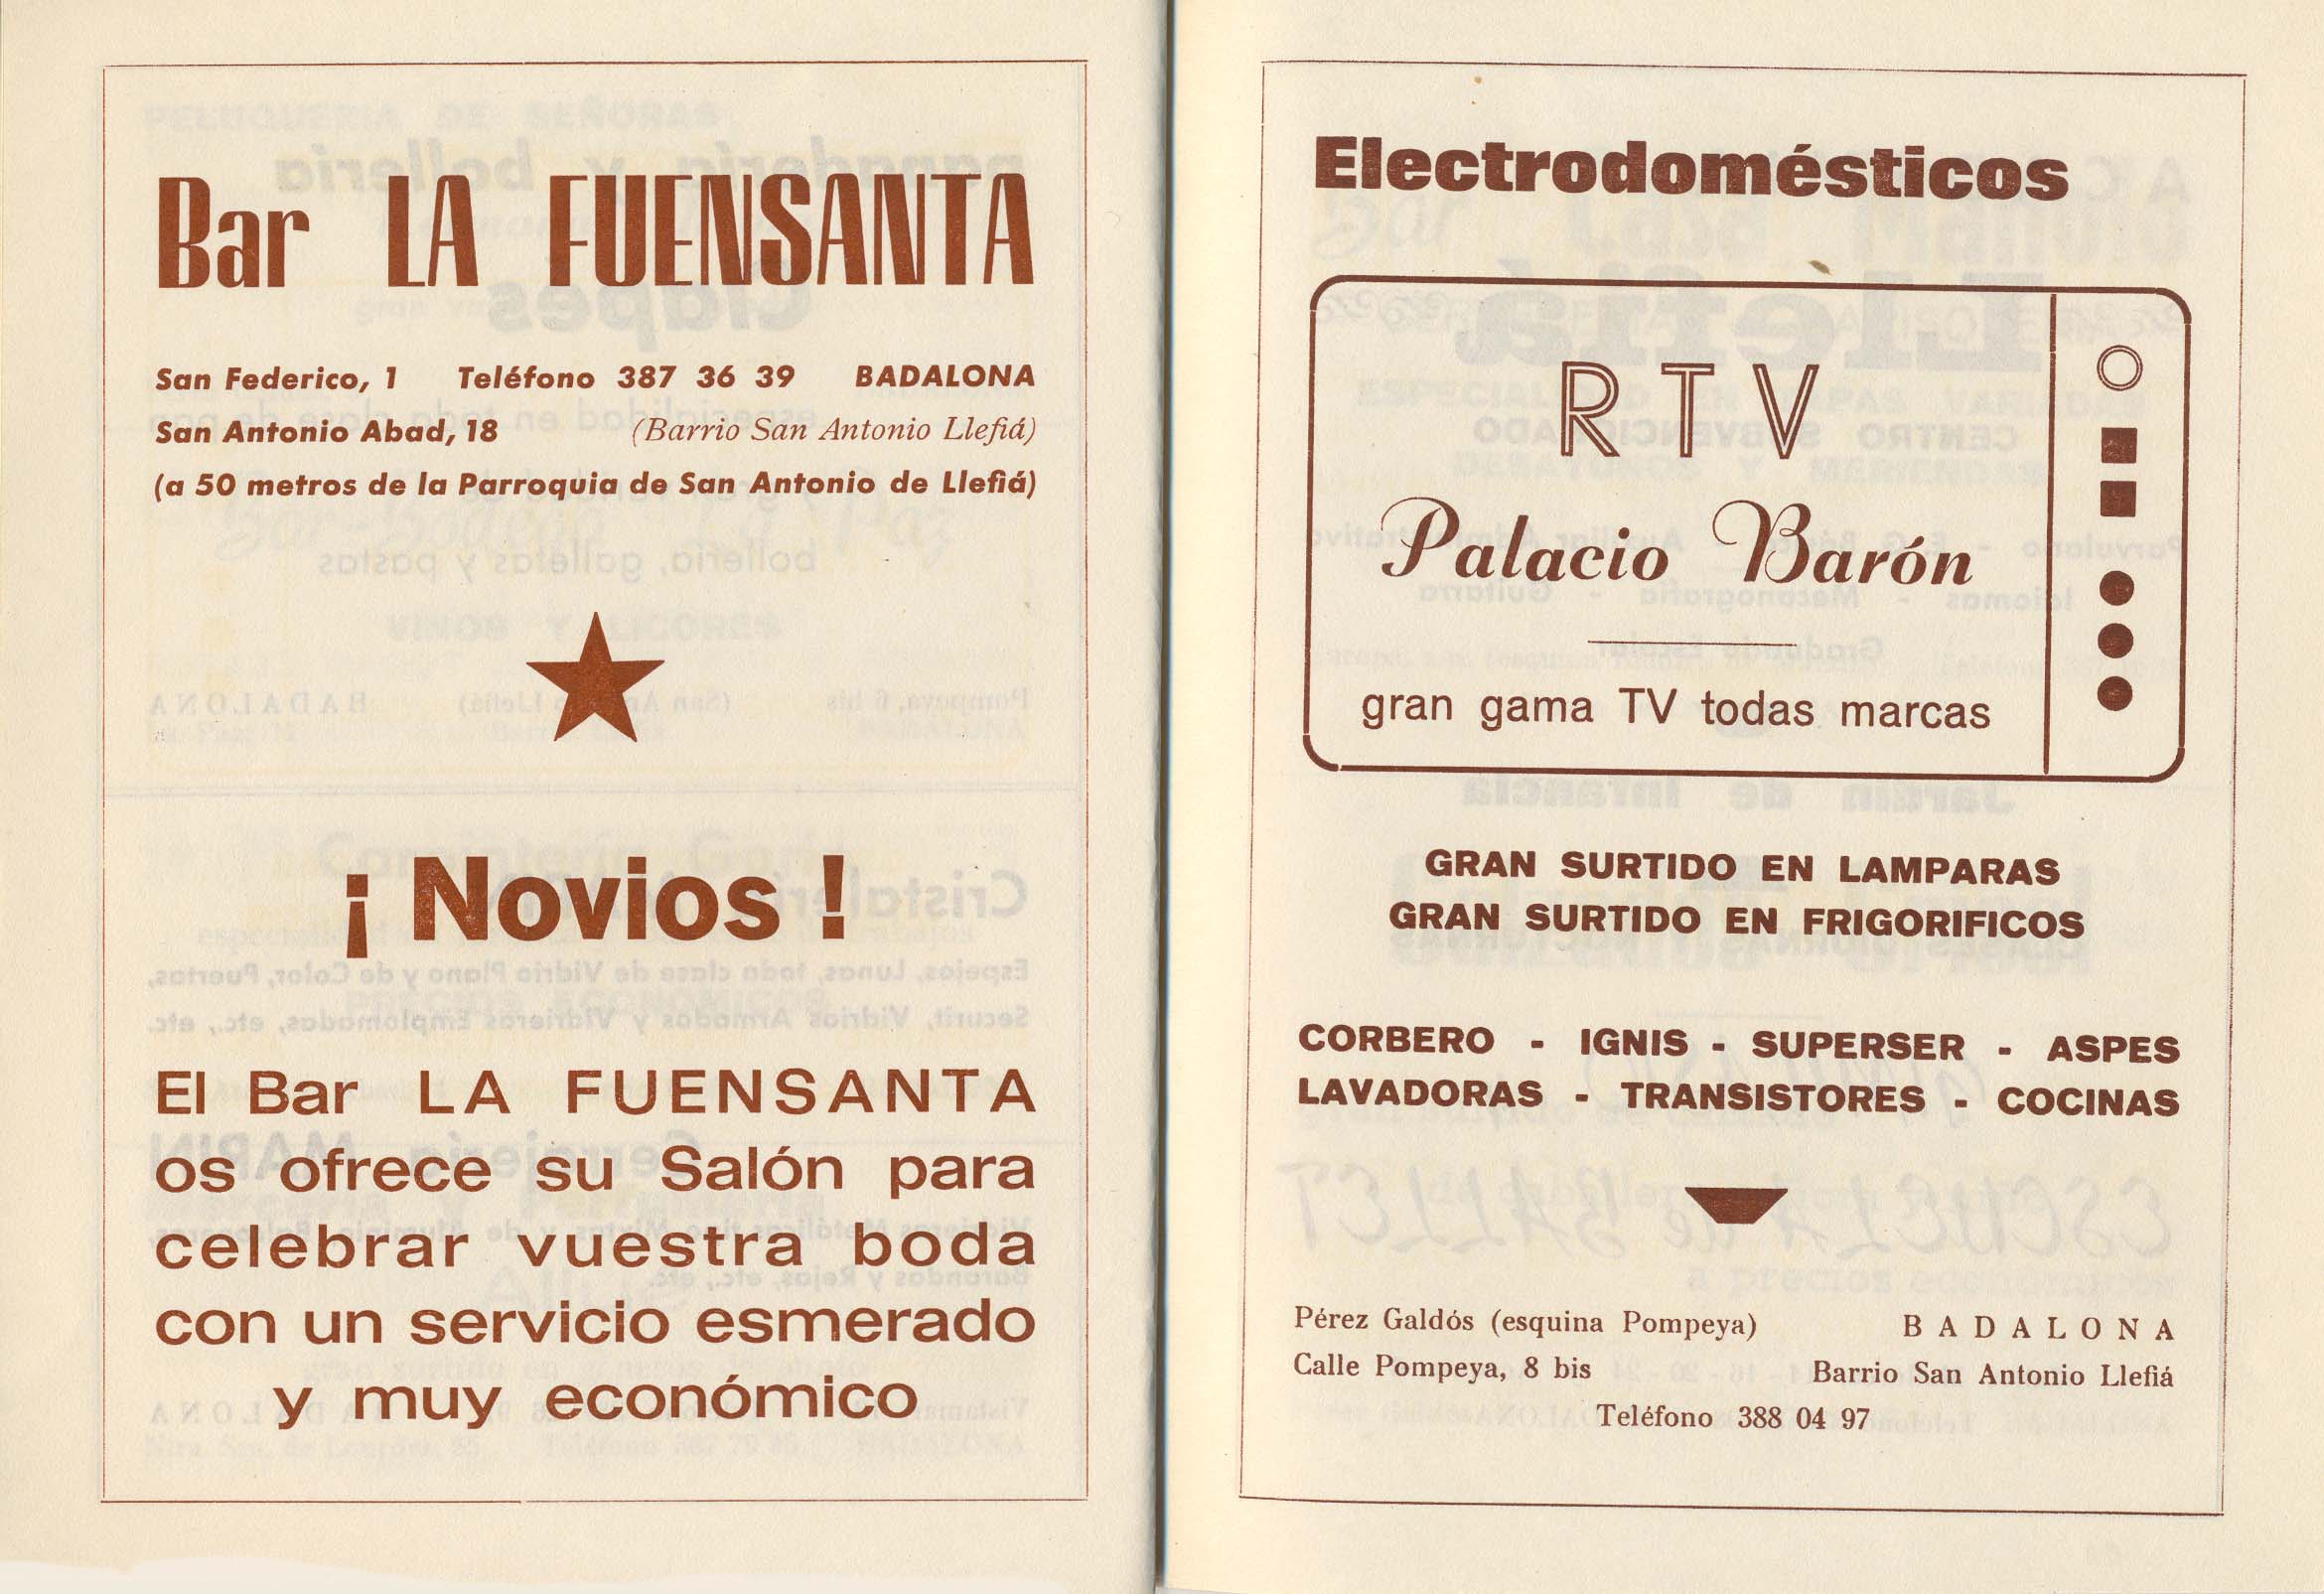 Bar LA FUENSANTA
San Federico, 1 Teléfono 387 36 39 BADALONA
San Antonio Abad, 18 (Barrio San Antonio Llefiá)
(a 50 metros de la Parroquia de San Antonio de Llefiá)
¡ Novios !
El Bar LA FUENSANTA
os ofrece su Salón para
celebrar vuestra boda
con un servicio esmerado
y muy económico
Electrodomésticos
RTV
Palacio Barón
gran gama TV todas marcas
GRAN SURTIDO EN LAMPARAS
GRAN SURTIDO EN FRIGORIFICOS
CORBERO - IGNIS - SUPERSER - ASPES
LAVADORAS - TRANSISTORES - COCINAS
Pérez Galdós (esquina Pompeya) BADALONA
Calle Pompeya, 8 bis Barrio San Antonio Llefiá
Teléfono 388 04 97